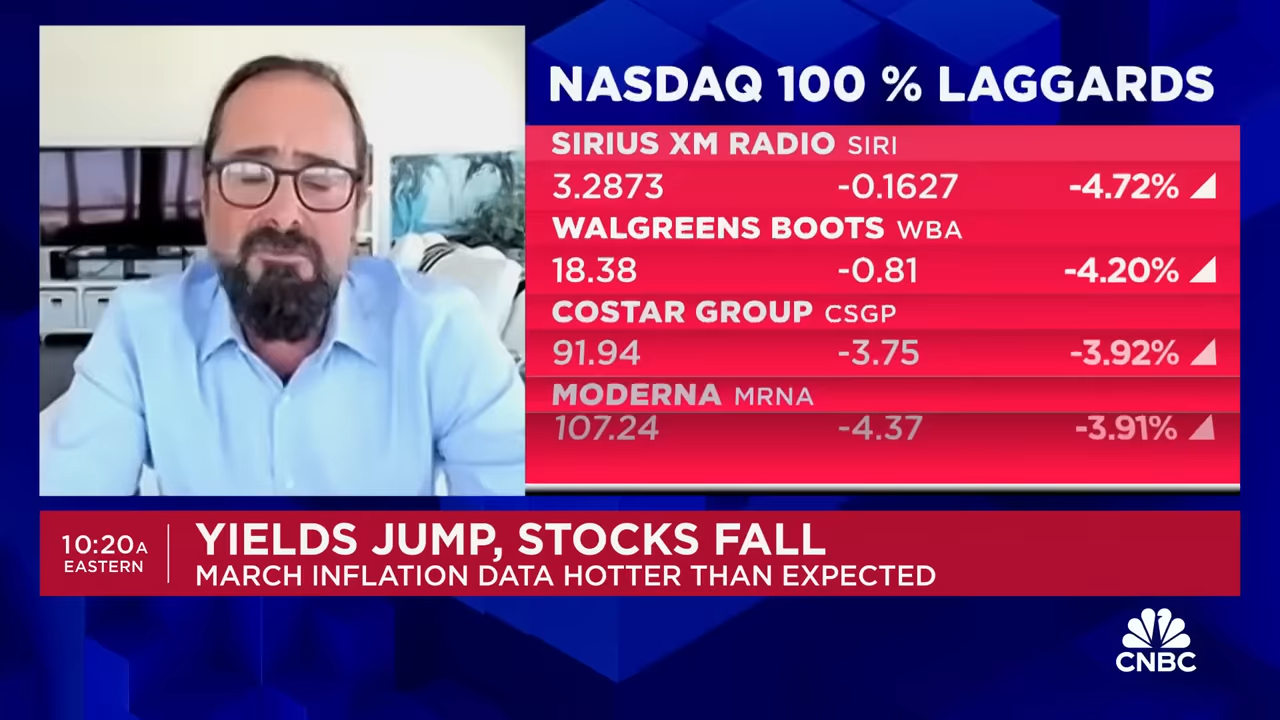 NASDAQ 100 % LAGGARDS
SIRIUS XM RADIO SIRI
3.2873 -0.1627 -4.72%
WALGREENS BOOTS WBA
18.38 -0.81 -4.20%
COSTAR GROUP CSGP
91.94 -3.75 -3.92%
MODERNA MRNA
107.24 -4.37 -3.91%
10:20A
EASTERN
YIELDS JUMP, STOCKS FALL
MARCH INFLATION DATA HOTTER THAN EXPECTED
CNBC